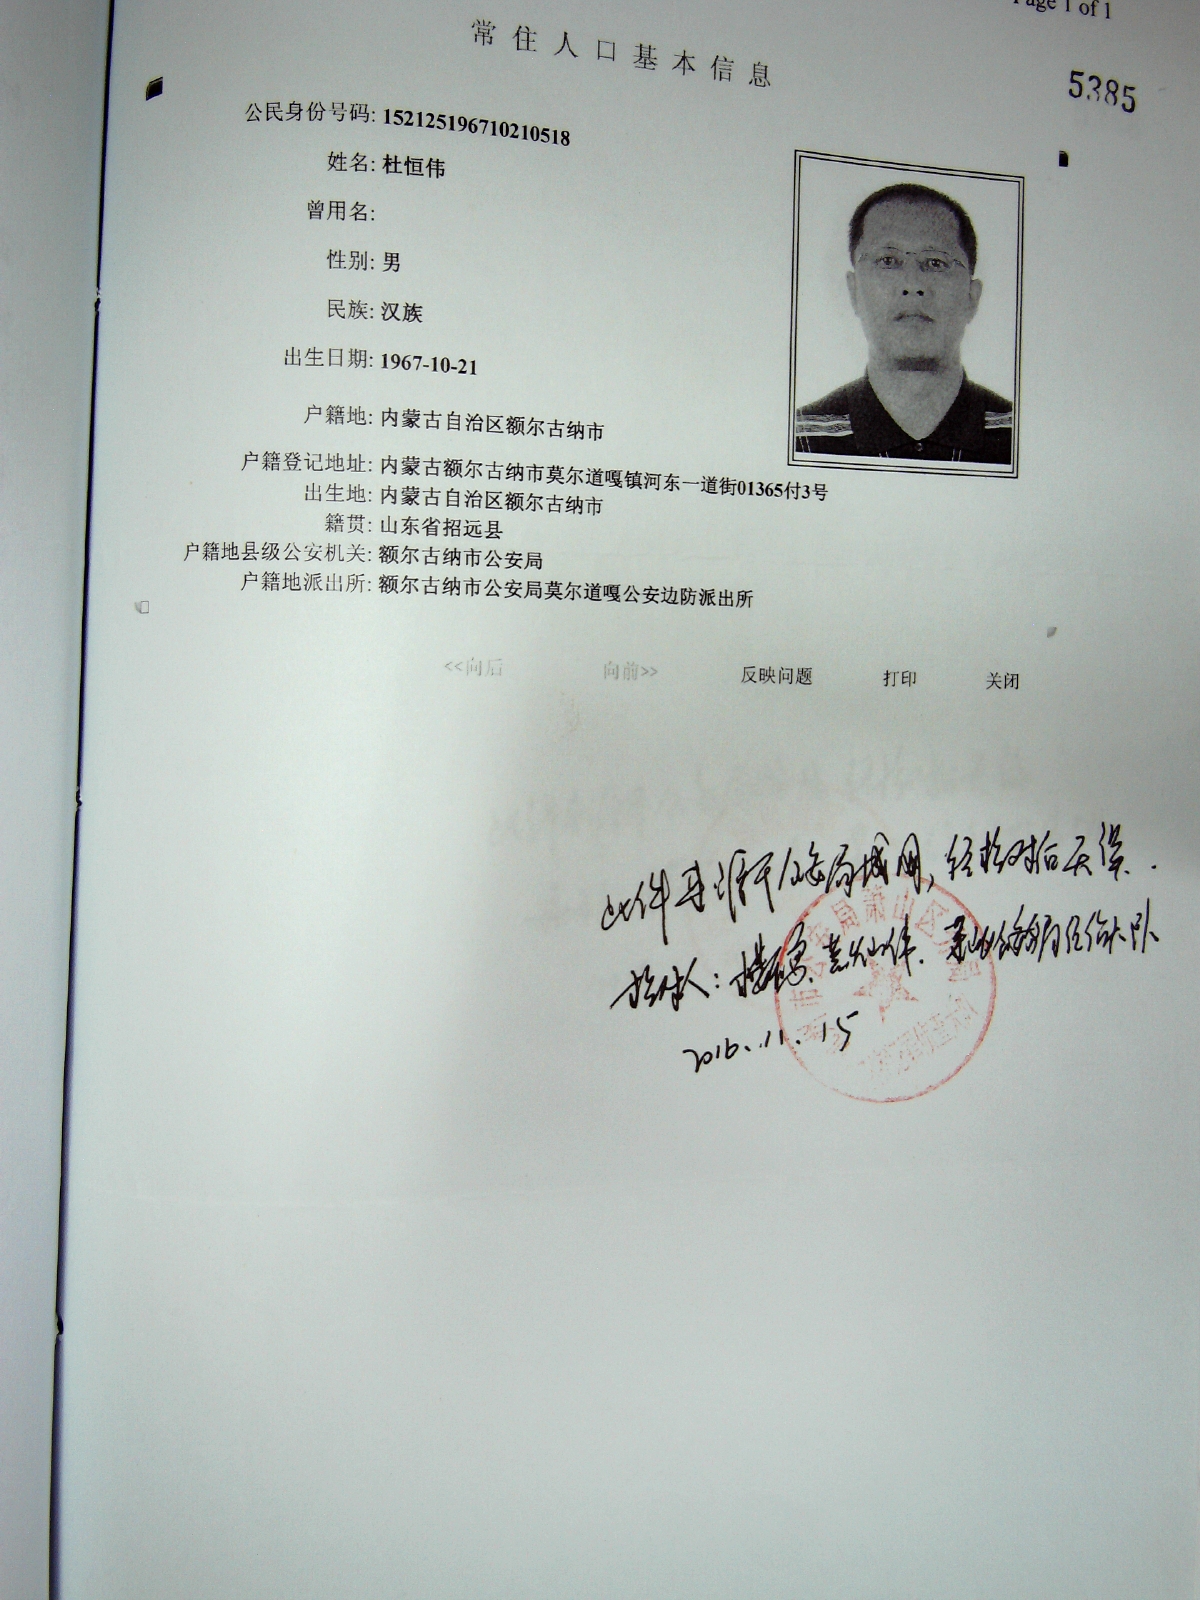 Page 1 of 1
常住人口基本信息
5385
公民身份号码: 152125196710210518
姓名: 杜恒伟
曾用名:
性别: 男
民族: 汉族
出生日期: 1967-10-21
户籍地: 内蒙古自治区额尔古纳市
户籍登记地址: 内蒙古额尔古纳市莫尔道嘎镇河东一道街01365付3号
出生地: 内蒙古自治区额尔古纳市
籍贯: 山东省招远县
户籍地县级公安机关: 额尔古纳市公安局
户籍地派出所: 额尔古纳市公安局莫尔道嘎公安边防派出所
<<向后 向前>> 反映问题 打印 关闭
此件来源于公安局域网,经核对后无误.
核对人:
2016.11.15